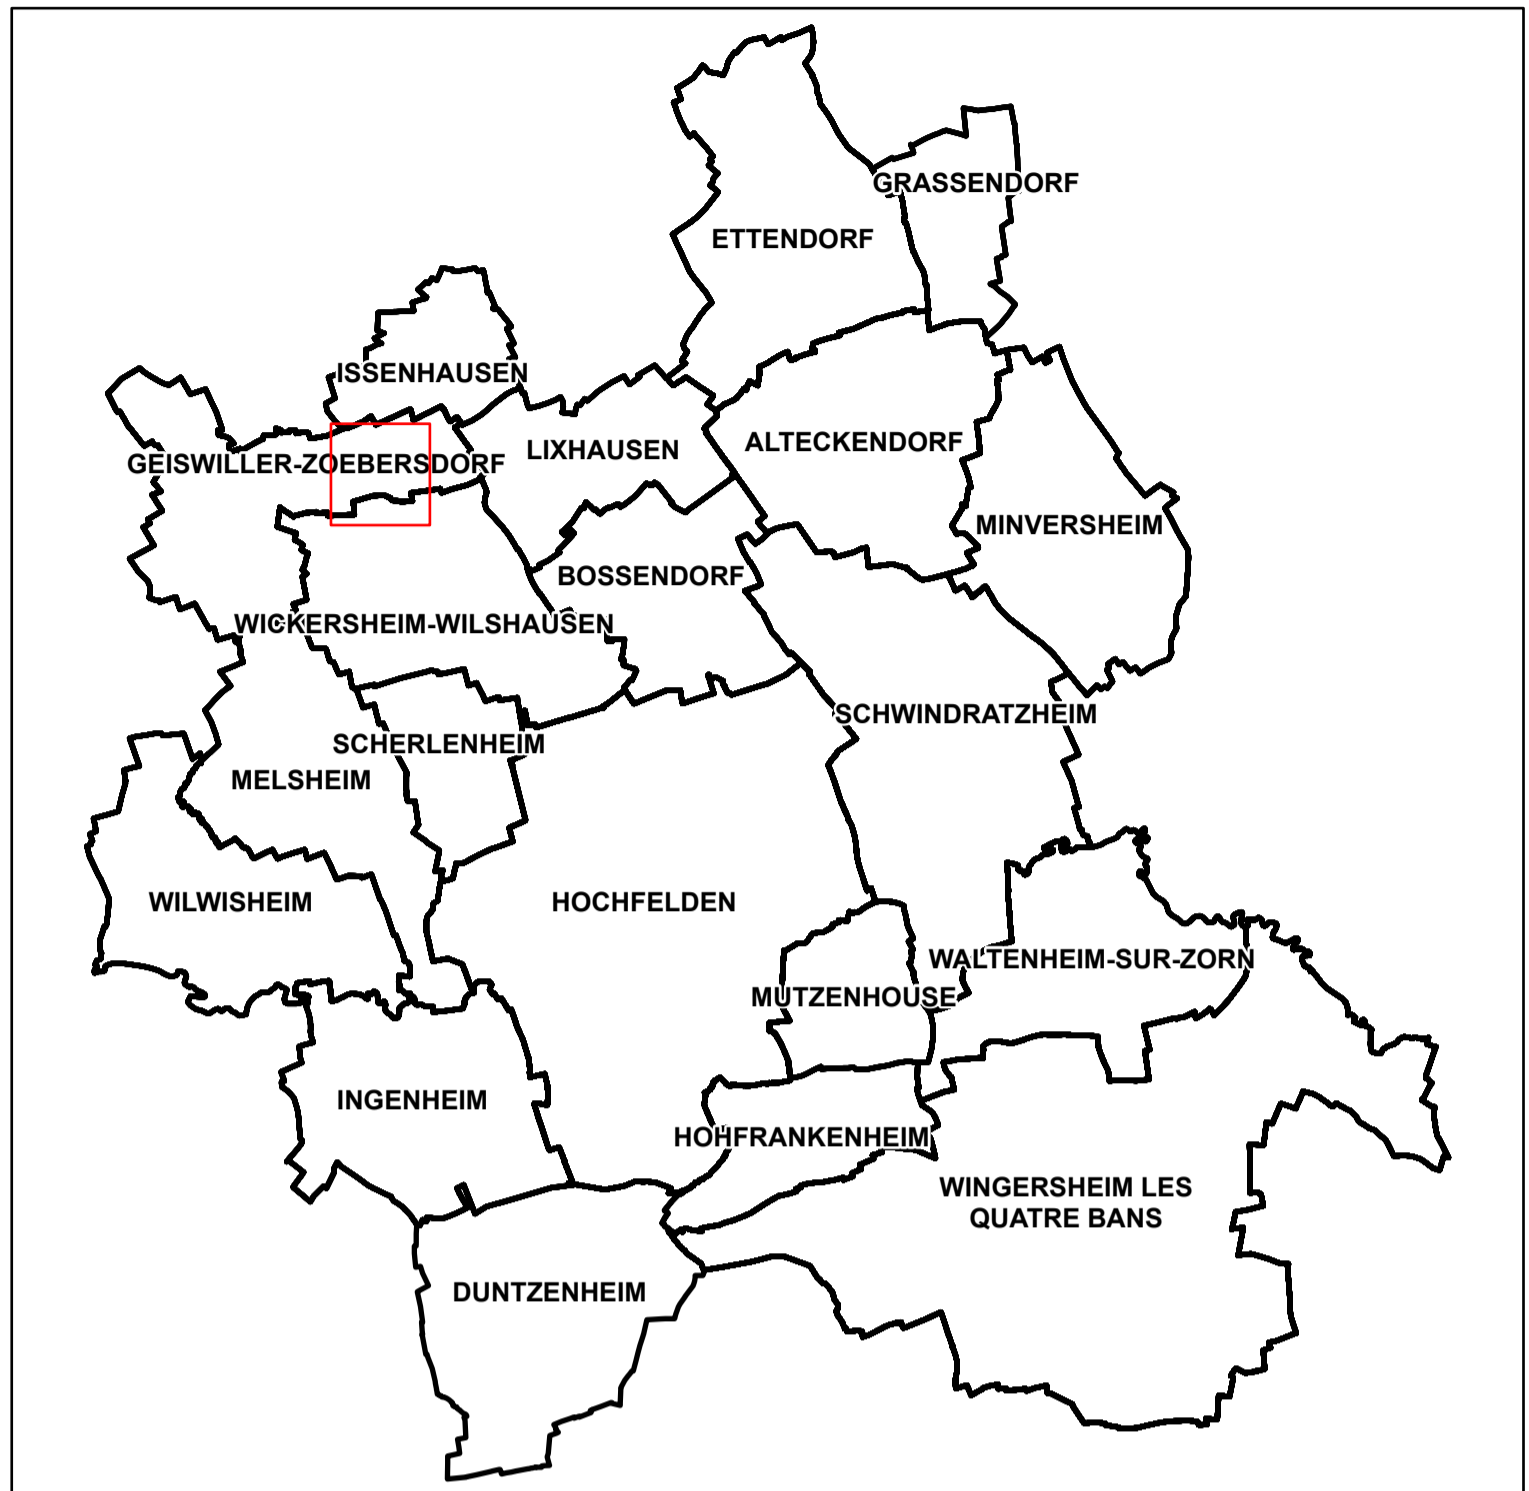 GRASSENDORF
ETTENDORF
ISSENHAUSEN
ALTECKENDORF
LIXHAUSEN
GEISWILLER-ZOEBERSDORF
MINVERSHEIM
BOSSENDORF
WICKERSHEIM-WILSHAUSEN
SCHWINDRATZHEIM
SCHERLENHEIM
MELSHEIM
WILWISHEIM
HOCHFELDEN
WALTENHEIM-SUR-ZORN
MUTZENHOUSE
INGENHEIM
HOHFRANKENHEIM
WINGERSHEIM LES
QUATRE BANS
DUNTZENHEIM